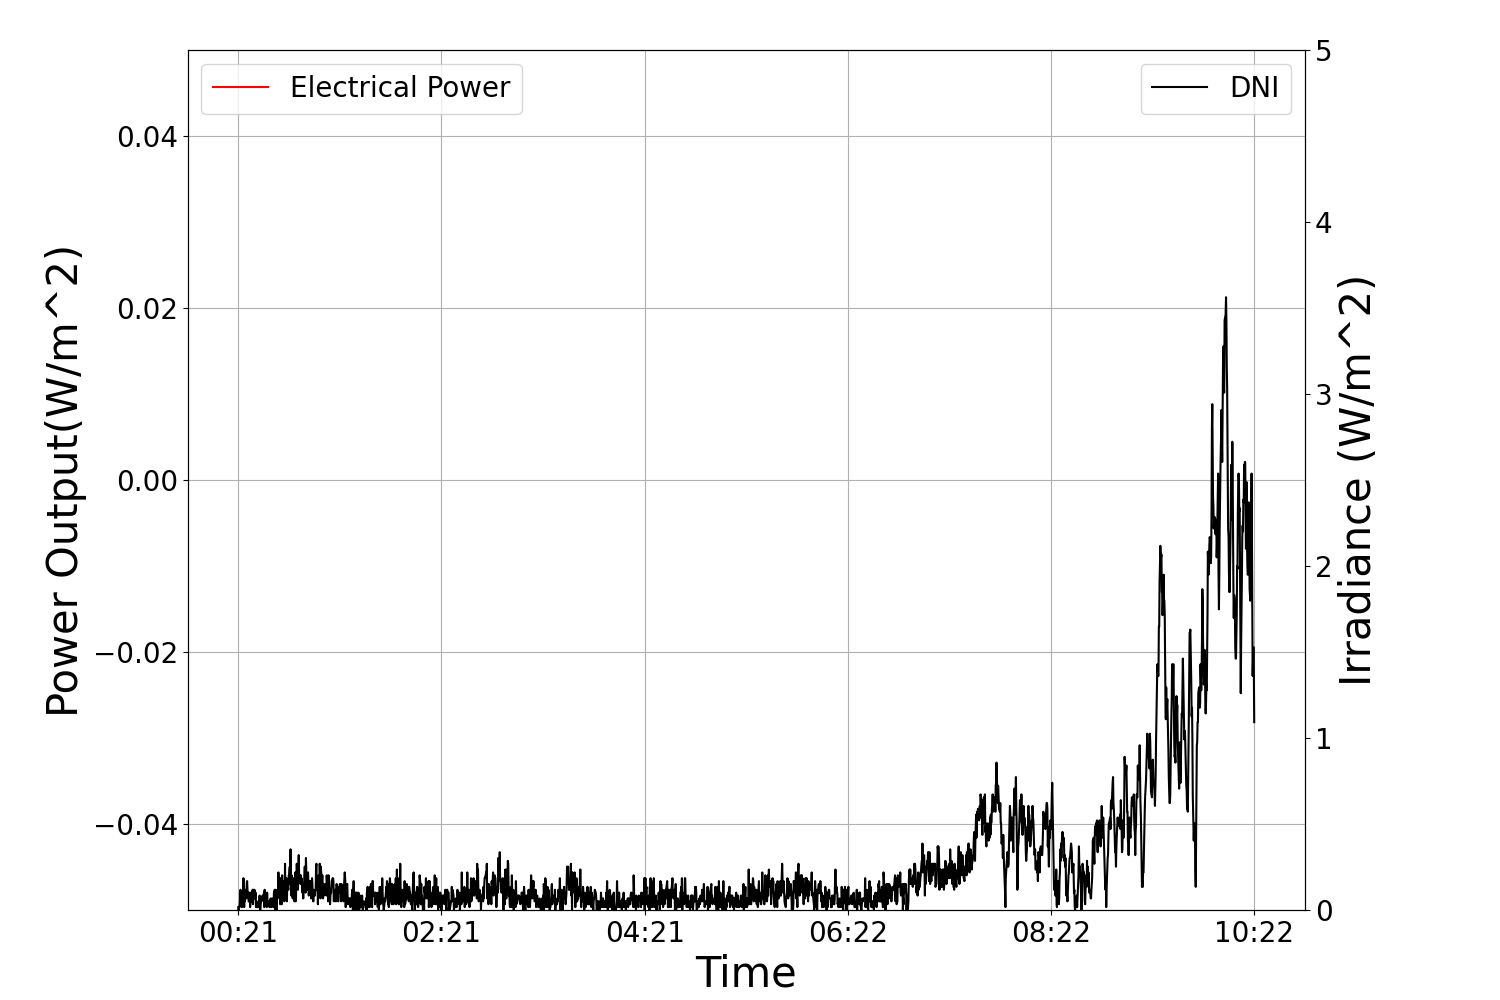 Electrical Power
DNI
Power Output(W/m^2)
0.04
0.02
0.00
−0.02
−0.04
5
4
3
2
1
0
Irradiance (W/m^2)
00:21 02:21 04:21 06:22 08:22 10:22
Time